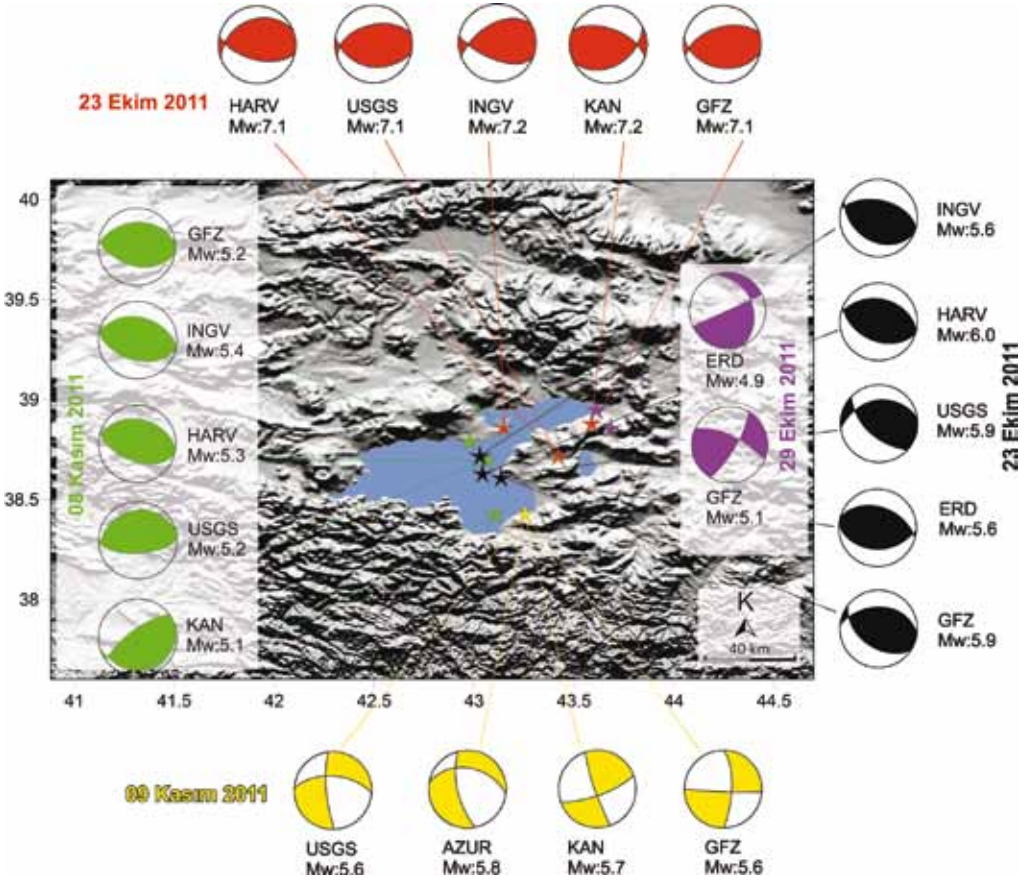 23 Ekim 2011
HARV
Mw:7.1
USGS
Mw:7.1
INGV
Mw:7.2
KAN
Mw:7.2
GFZ
Mw:7.1
40
39.5
39
38.5
38
08 Kasım 2011
GFZ
Mw:5.2
INGV
Mw:5.4
HARV
Mw:5.3
USGS
Mw:5.2
KAN
Mw:5.1
ERD
Mw:4.9
GFZ
Mw:5.1
29 Ekim 2011
K
40 km
INGV
Mw:5.6
HARV
Mw:6.0
USGS
Mw:5.9
ERD
Mw:5.6
GFZ
Mw:5.9
23 Ekim 2011
41
41.5
42
42.5
43
43.5
44
44.5
09 Kasım 2011
USGS
Mw:5.6
AZUR
Mw:5.8
KAN
Mw:5.7
GFZ
Mw:5.6